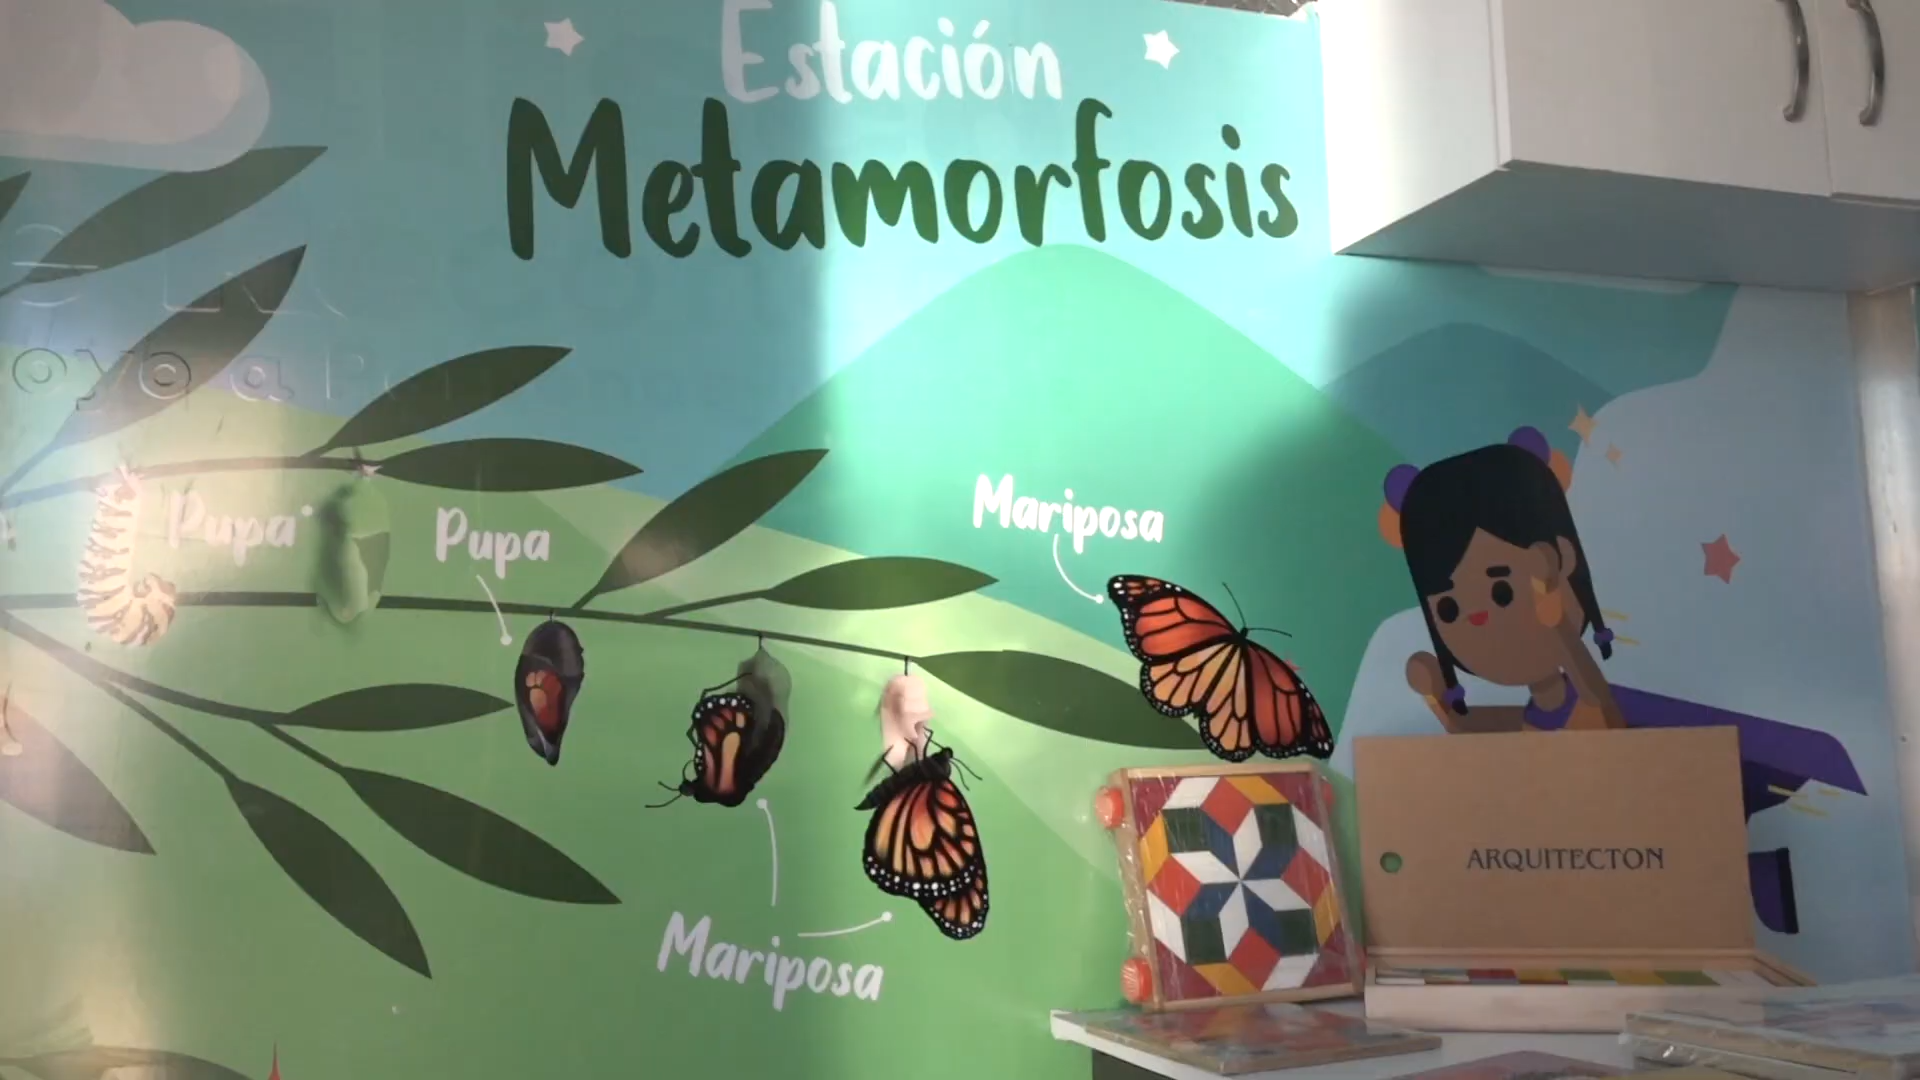 Estación
Metamorfosis
Pupa
Pupa
Mariposa
Mariposa
ARQUITECTON